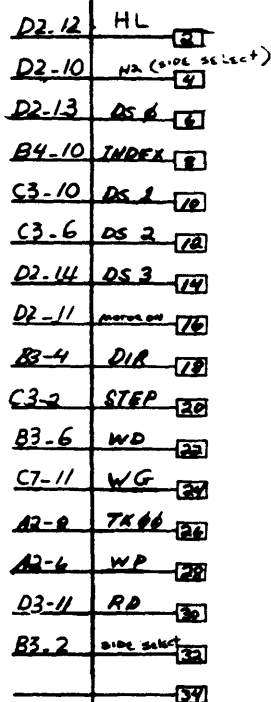 D2-12 HL 2
D2-10 H2 (side select) 4
D2-13 DS 0 6
B4-10 INDEX 8
C3-10 DS 1 10
C3-6 DS 2 12
D2-14 DS 3 14
D2-11 motor on 16
B3-4 DIR 18
C3-2 STEP 20
B3-6 WD 22
C7-11 WG 24
A2-8 TK00 26
A2-6 WP 28
D3-11 RD 30
B3-2 side select 32
34